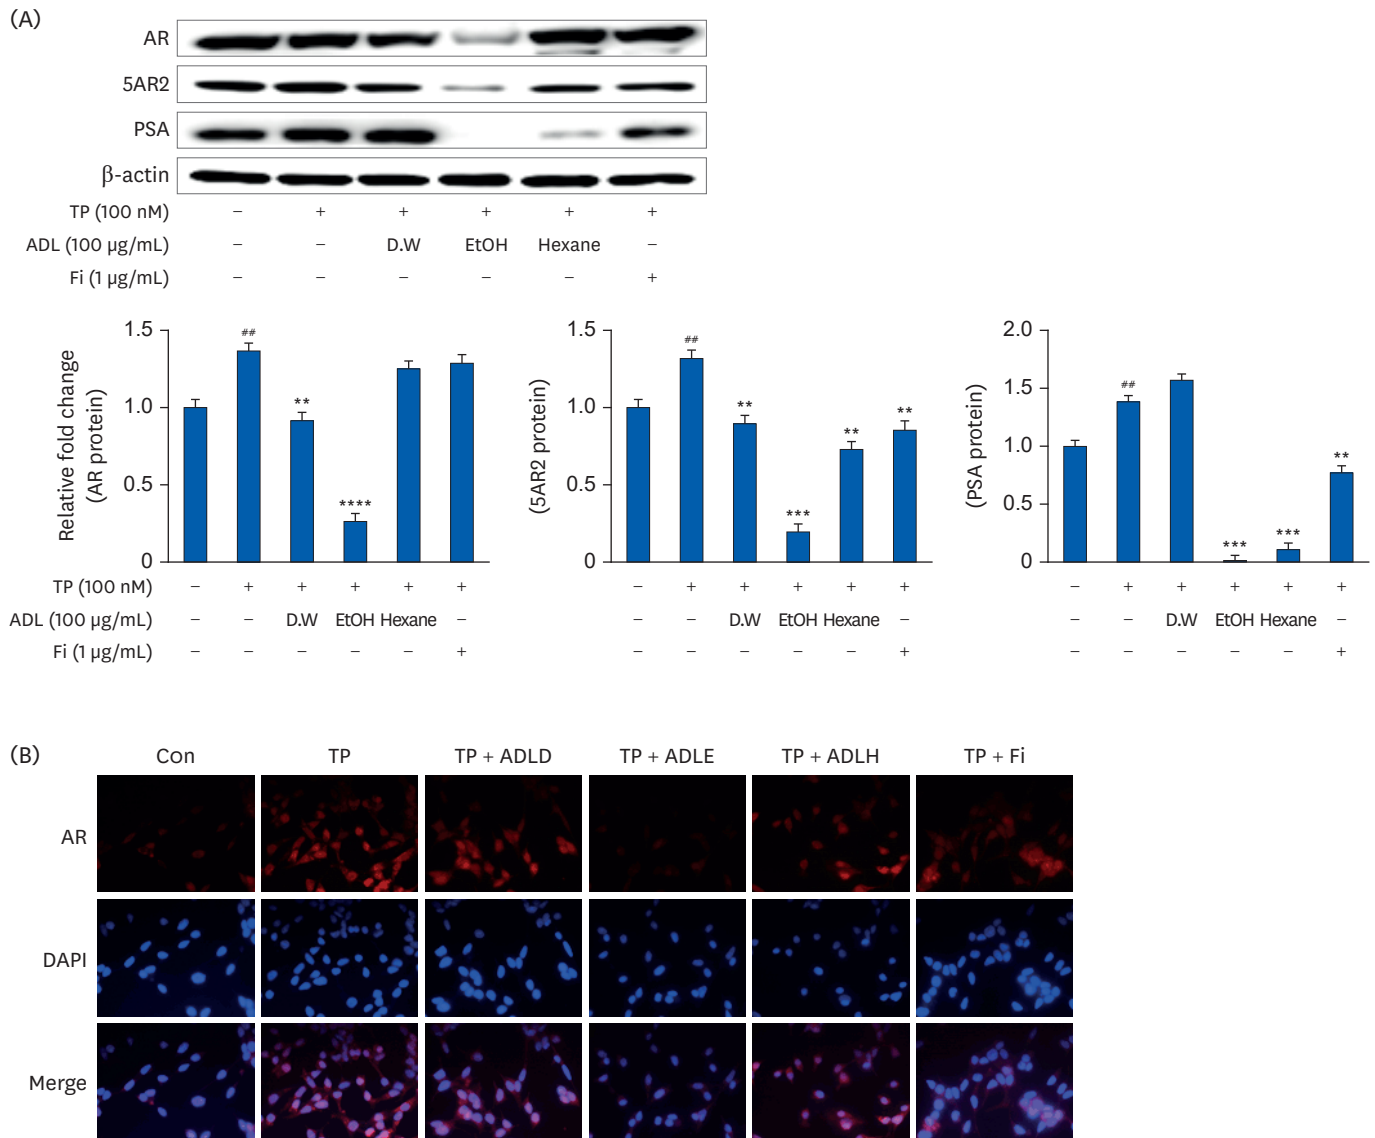 (A)
AR
5AR2
PSA
β-actin
TP (100 nM) − + + + + +
ADL (100 µg/mL) − − D.W EtOH Hexane −
Fi (1 µg/mL) − − − − − +
Relative fold change
(AR protein)
1.5
1.0
0.5
0
##
**
****
(5AR2 protein)
1.5
1.0
0.5
0
##
**
***
**
**
(PSA protein)
2.0
1.5
1.0
0.5
0
##
***
***
**
TP (100 nM) − + + + + + − + + + + + − + + + + +
ADL (100 µg/mL) − − D.W EtOH Hexane − − − D.W EtOH Hexane − − − D.W EtOH Hexane −
Fi (1 µg/mL) − − − − − + − − − − − + − − − − − +
(B)
Con TP TP + ADLD TP + ADLE TP + ADLH TP + Fi
AR
DAPI
Merge